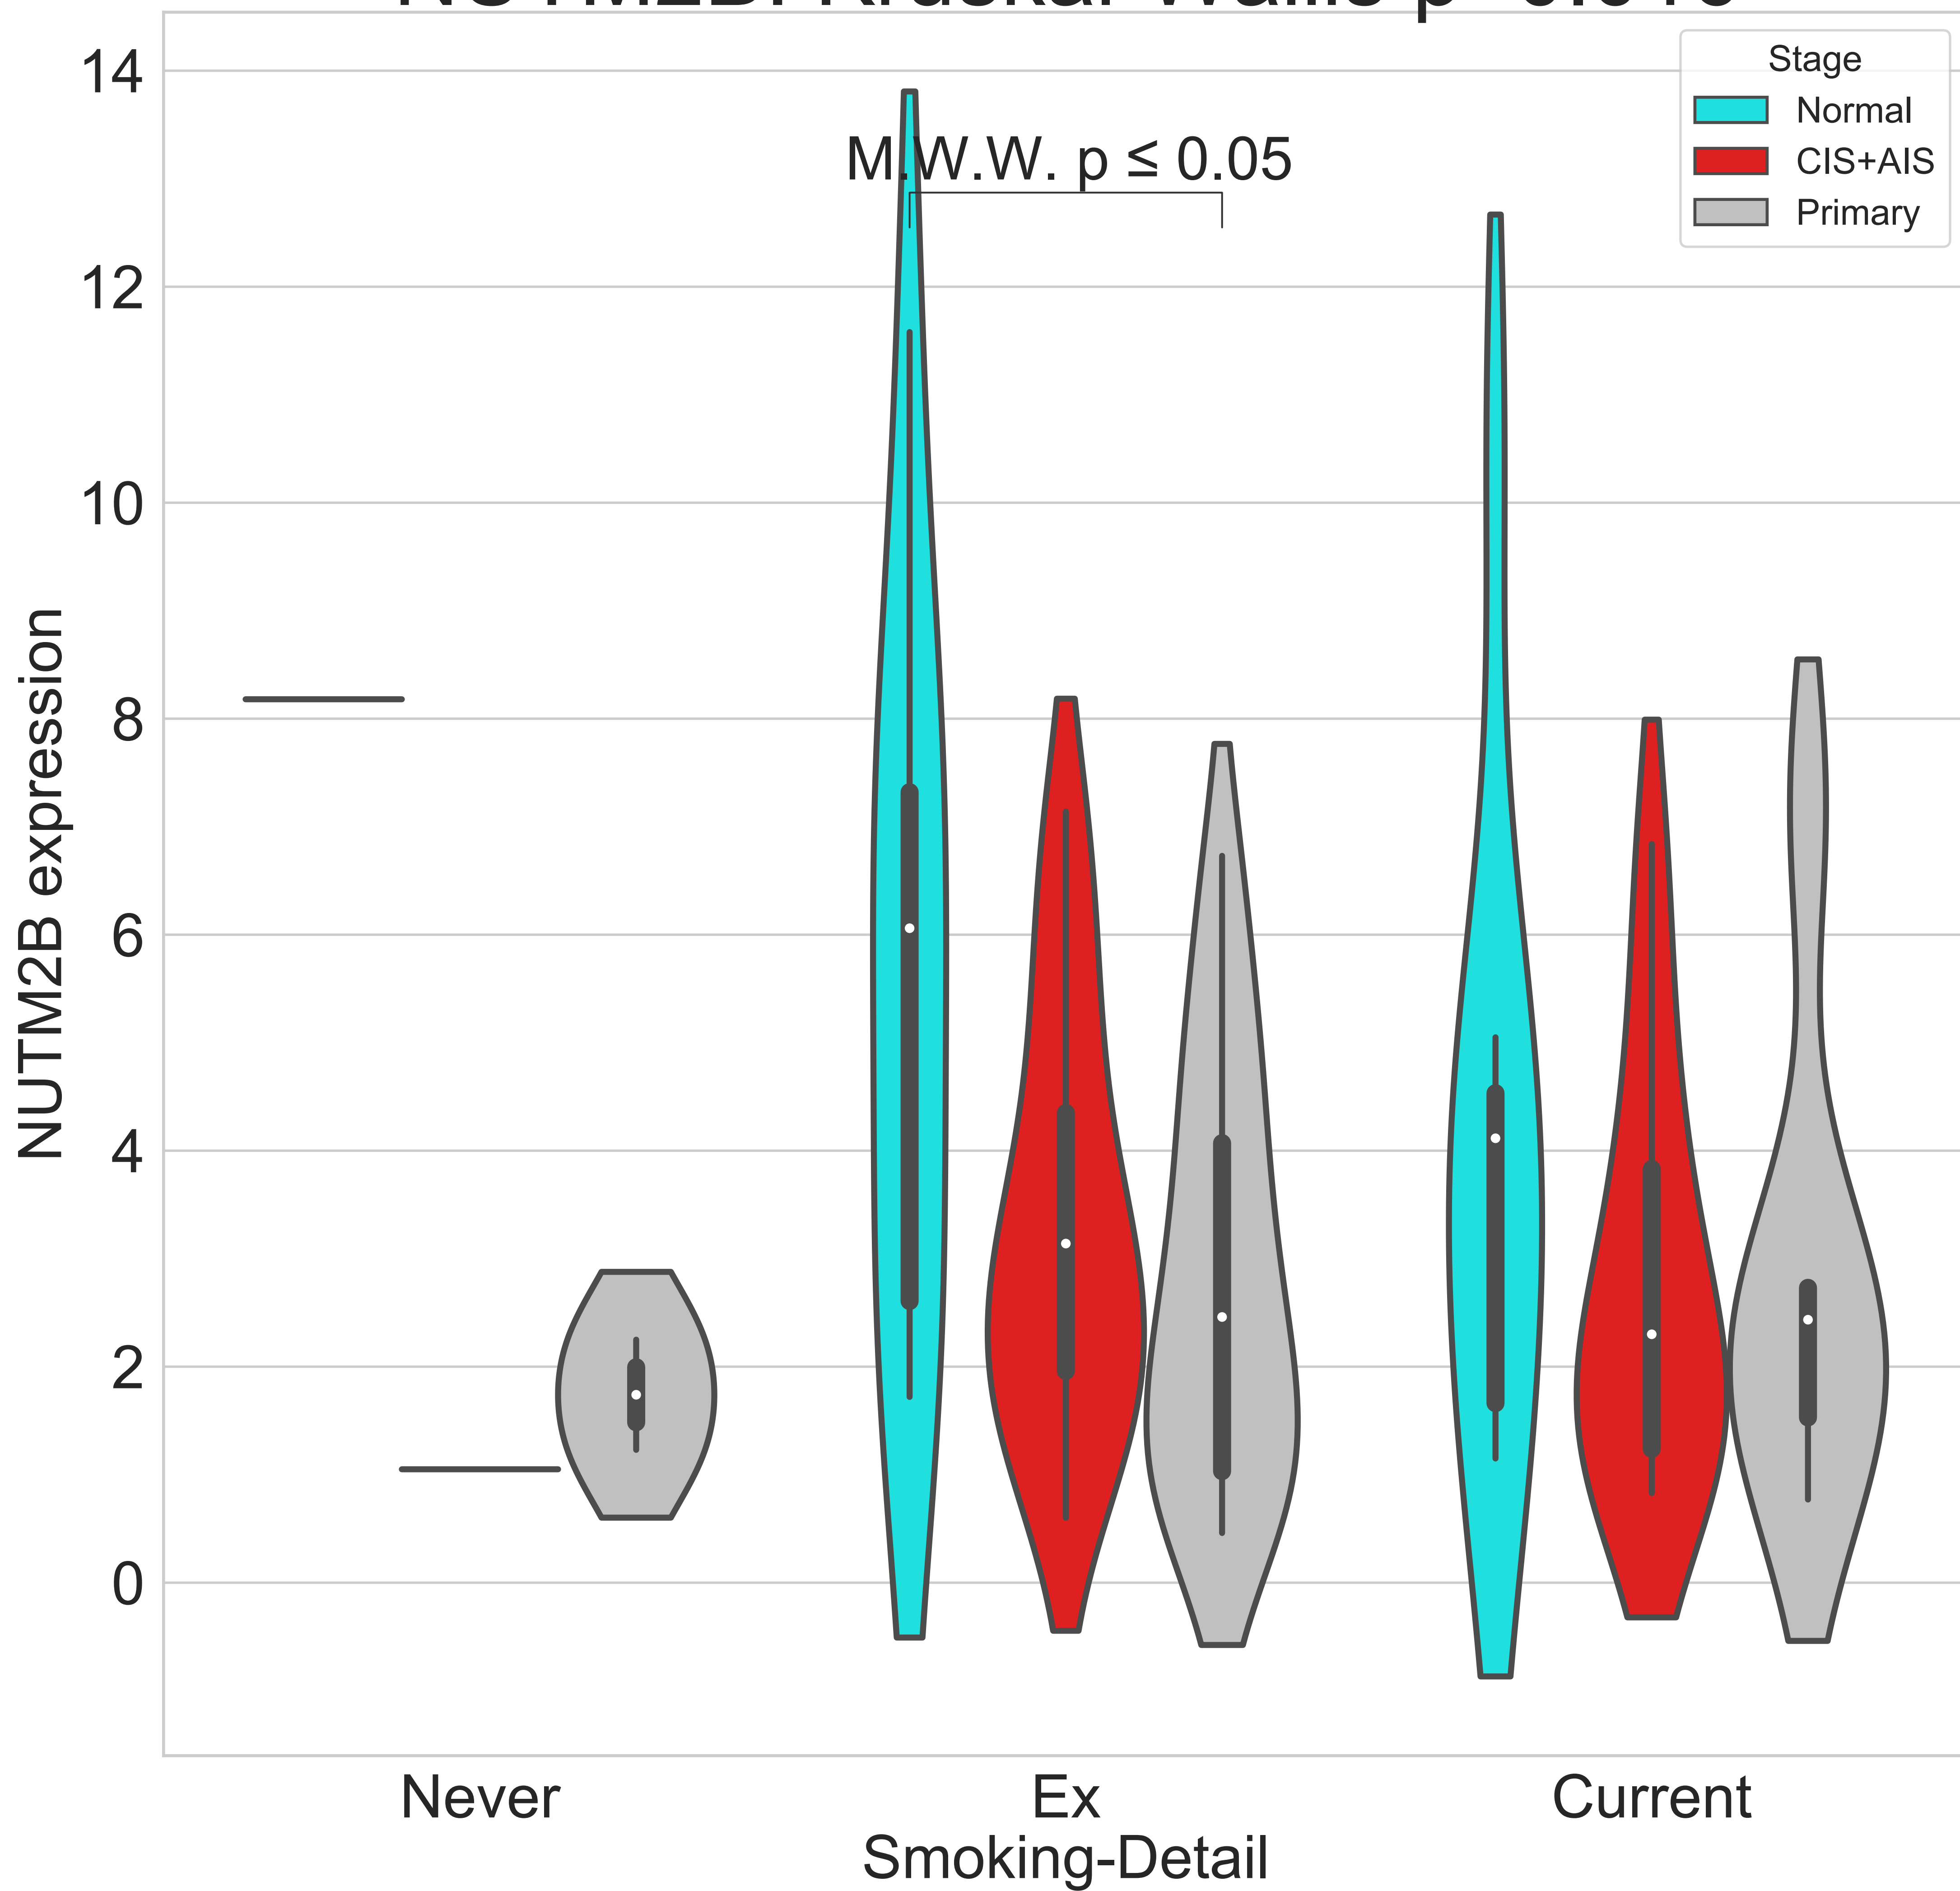 Stage
Normal
CIS+AIS
Primary
M.W.W. p ≤ 0.05
14
12
10
8
6
4
2
0
NUTM2B expression
Never
Ex
Current
Smoking-Detail